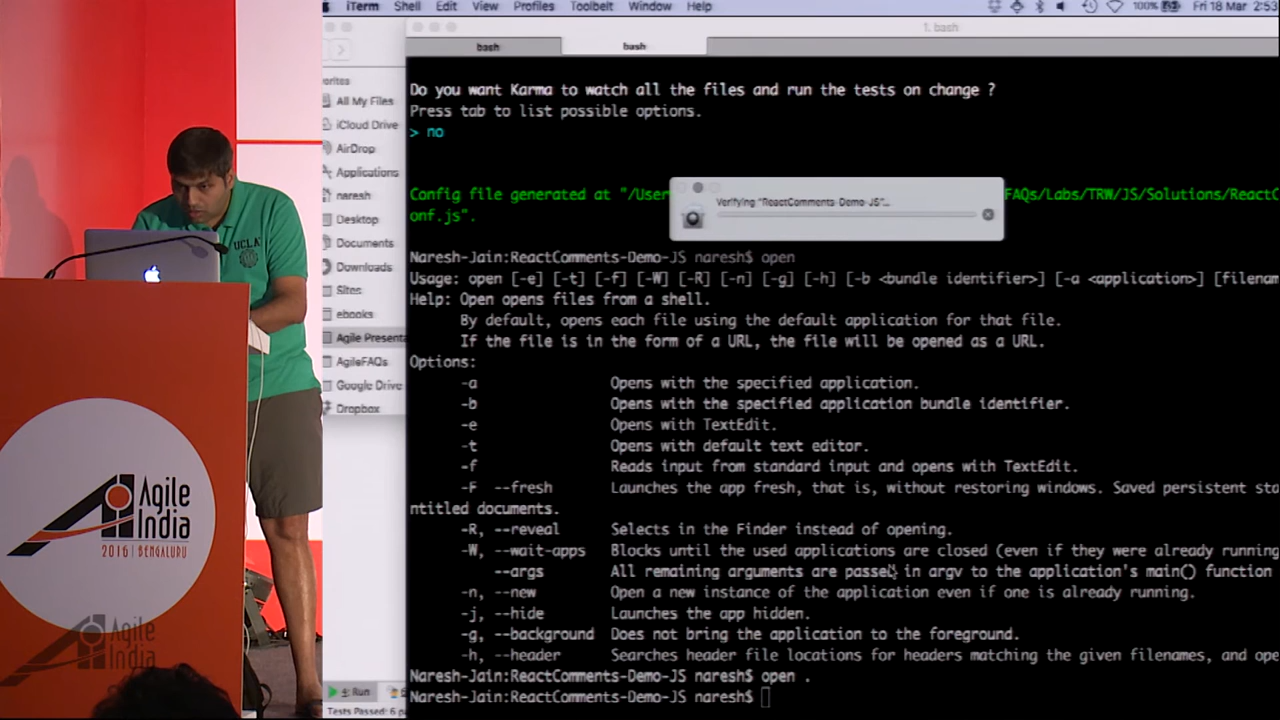 iTerm Shell Edit View Profiles Toolbelt Window Help 100% Fri 18 Mar 2:53
1. bash
bash bash
Do you want Karma to watch all the files and run the tests on change ?
Press tab to list possible options.
> no
Config file generated at "/User FAQs/Labs/TRW/JS/Solutions/ReactC
onf.js".
Verifying "ReactComments-Demo-JS"...
Naresh-Jain:ReactComments-Demo-JS naresh$ open
Usage: open [-e] [-t] [-f] [-W] [-R] [-n] [-g] [-h] [-b <bundle identifier>] [-a <application>] [filenam
Help: Open opens files from a shell.
By default, opens each file using the default application for that file.
If the file is in the form of a URL, the file will be opened as a URL.
Options:
-a Opens with the specified application.
-b Opens with the specified application bundle identifier.
-e Opens with TextEdit.
-t Opens with default text editor.
-f Reads input from standard input and opens with TextEdit.
-F --fresh Launches the app fresh, that is, without restoring windows. Saved persistent sta
ntitled documents.
-R, --reveal Selects in the Finder instead of opening.
-W, --wait-apps Blocks until the used applications are closed (even if they were already running
--args All remaining arguments are passed in argv to the application's main() function
-n, --new Open a new instance of the application even if one is already running.
-j, --hide Launches the app hidden.
-g, --background Does not bring the application to the foreground.
-h, --header Searches header file locations for headers matching the given filenames, and ope
Naresh-Jain:ReactComments-Demo-JS naresh$ open .
Naresh-Jain:ReactComments-Demo-JS naresh$
orites
All My Files
iCloud Drive
AirDrop
Applications
naresh
Desktop
Documents
Downloads
Sites
ebooks
Agile Presenta
AgileFAQs
Google Drive
Dropbox
4: Run
Tests Passed: 6 p
UCLA
Agile
India
2016 | BENGALURU
Agile
India